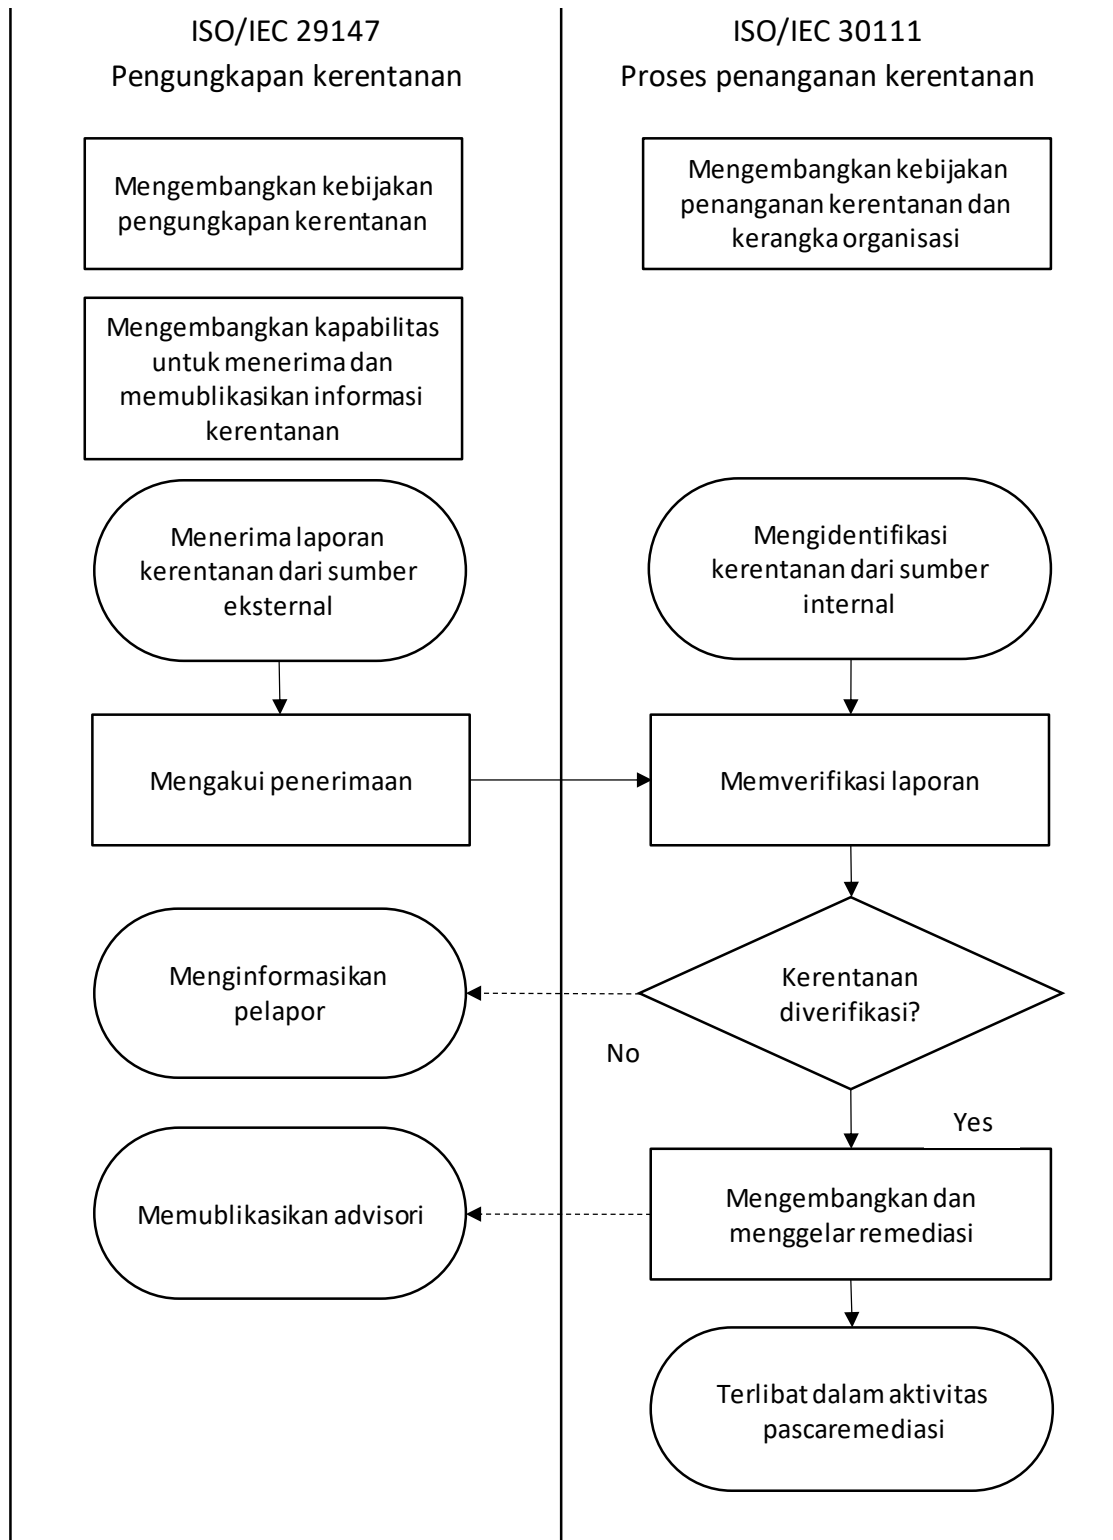 ISO/IEC 29147
Pengungkapan kerentanan
ISO/IEC 30111
Proses penanganan kerentanan
Mengembangkan kebijakan
pengungkapan kerentanan
Mengembangkan kebijakan
penanganan kerentanan dan
kerangka organisasi
Mengembangkan kapabilitas
untuk menerima dan
memublikasikan informasi
kerentanan
Menerima laporan
kerentanan dari sumber
eksternal
Mengidentifikasi
kerentanan dari sumber
internal
Mengakui penerimaan
Memverifikasi laporan
Menginformasikan
pelapor
Kerentanan
diverifikasi?
No
Yes
Memublikasikan advisori
Mengembangkan dan
menggelar remediasi
Terlibat dalam aktivitas
pascaremediasi